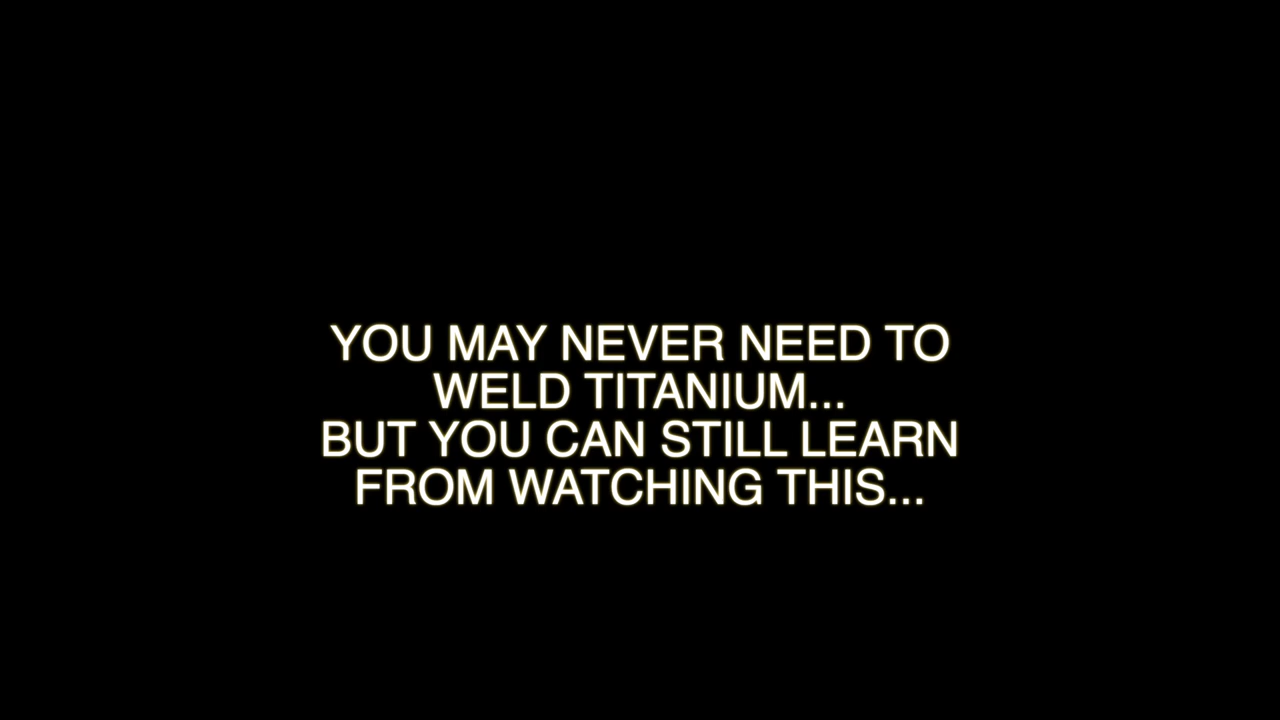 YOU MAY NEVER NEED TO
WELD TITANIUM...
BUT YOU CAN STILL LEARN
FROM WATCHING THIS...